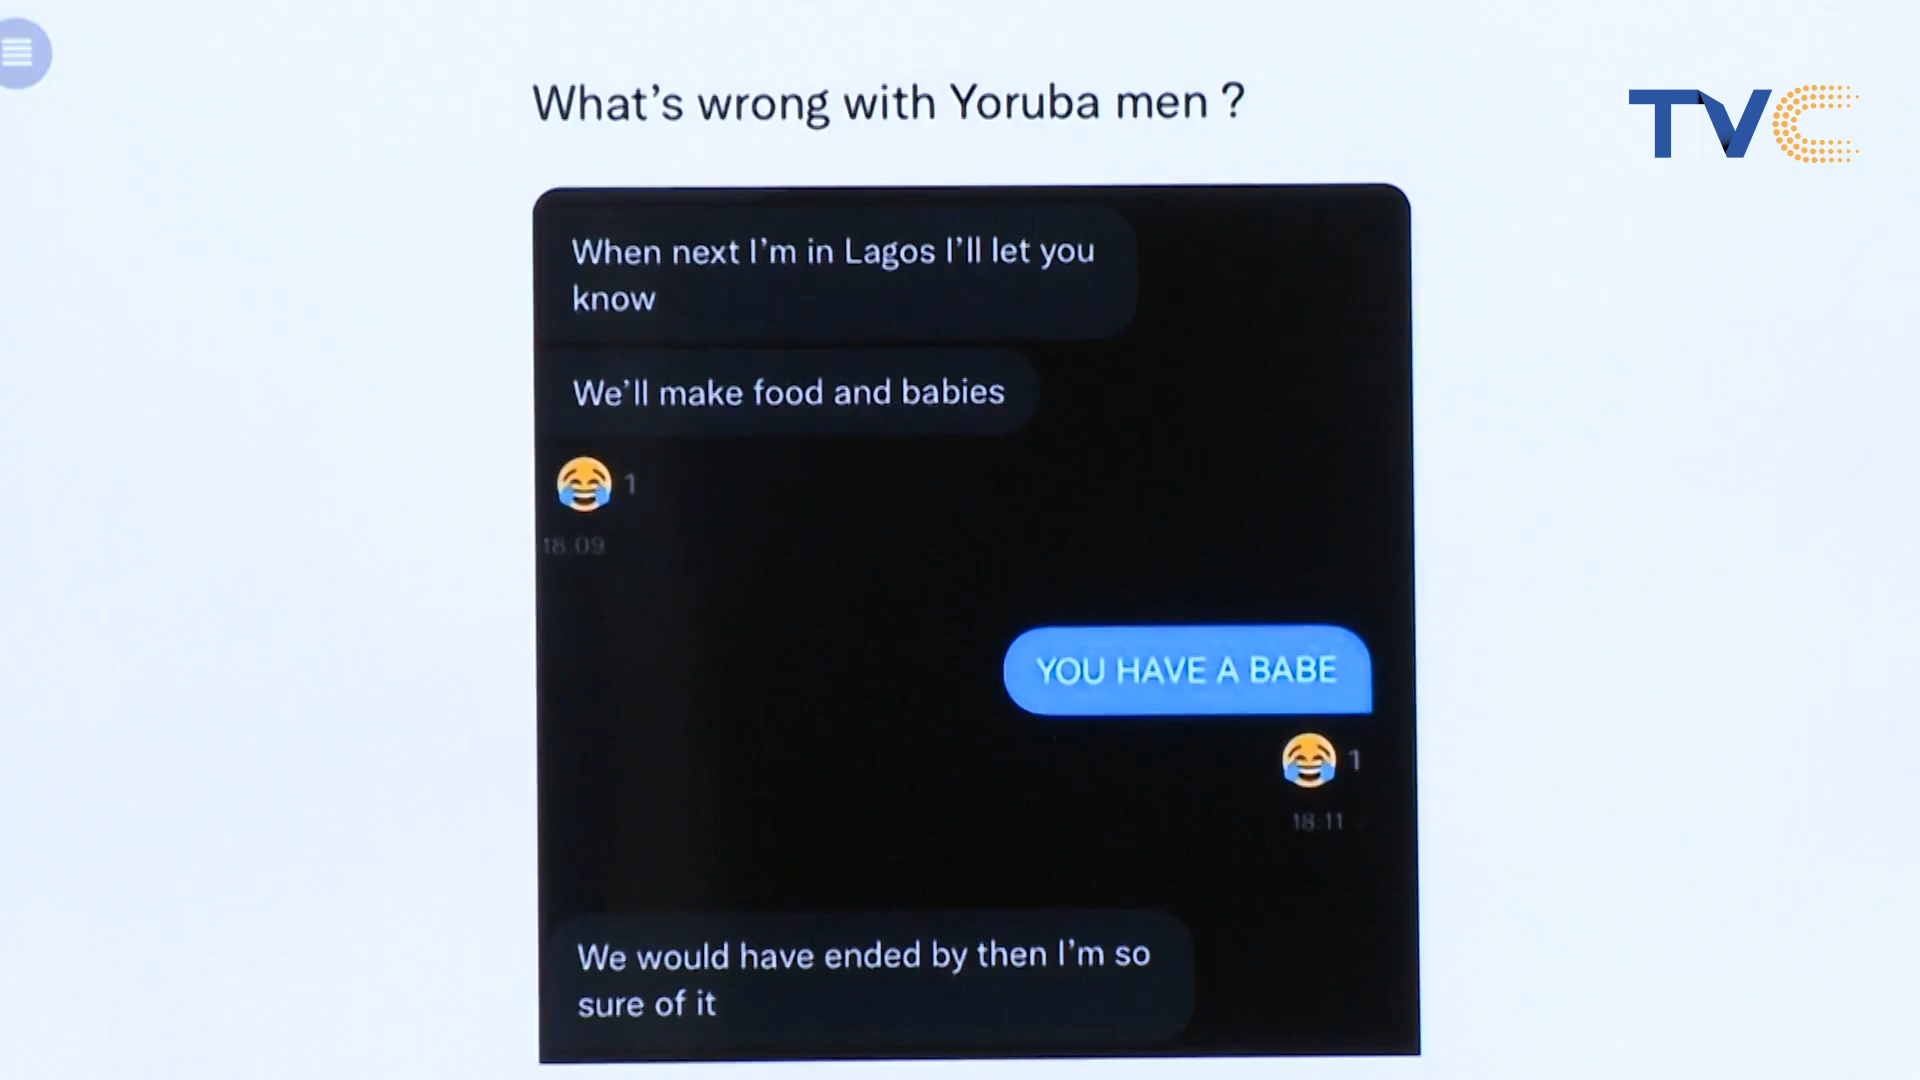 What's wrong with Yoruba men ?
TVC
When next I'm in Lagos I'll let you
know
We'll make food and babies
😂 1
18:09
YOU HAVE A BABE
😂 1
18:11
We would have ended by then I'm so
sure of it